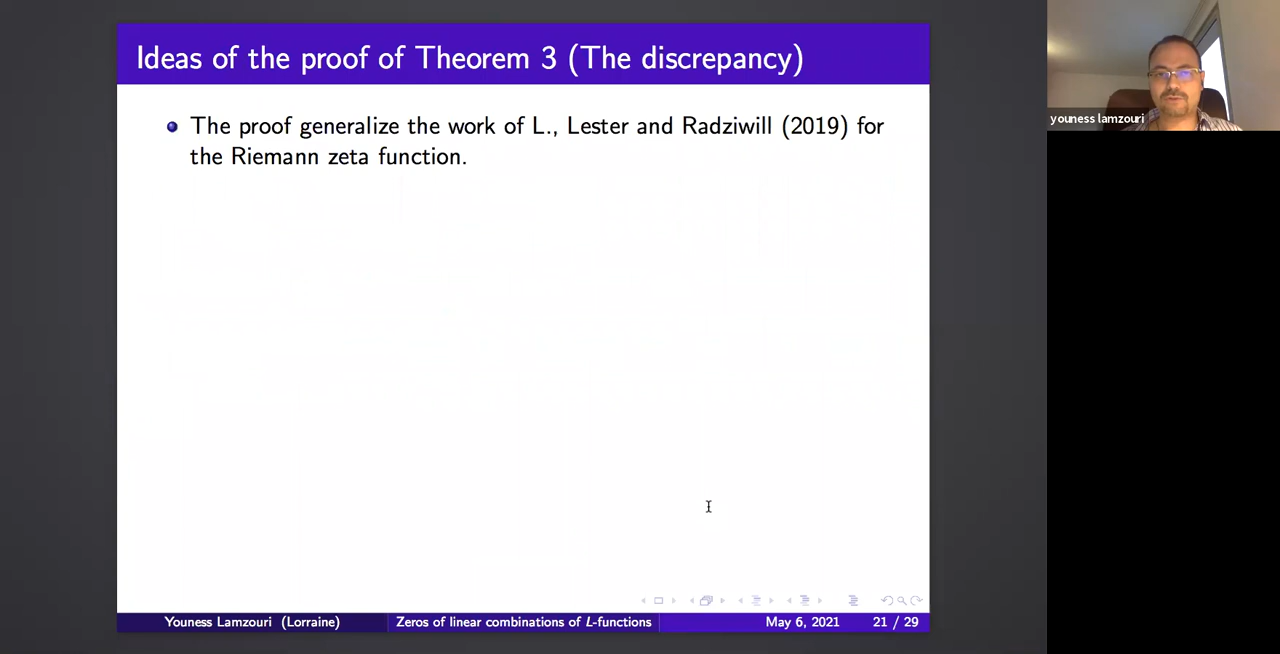 Ideas of the proof of Theorem 3 (The discrepancy)
The proof generalize the work of L., Lester and Radziwill (2019) for
the Riemann zeta function.
youness lamzouri
Youness Lamzouri (Lorraine)
Zeros of linear combinations of L-functions
May 6, 2021
21 / 29